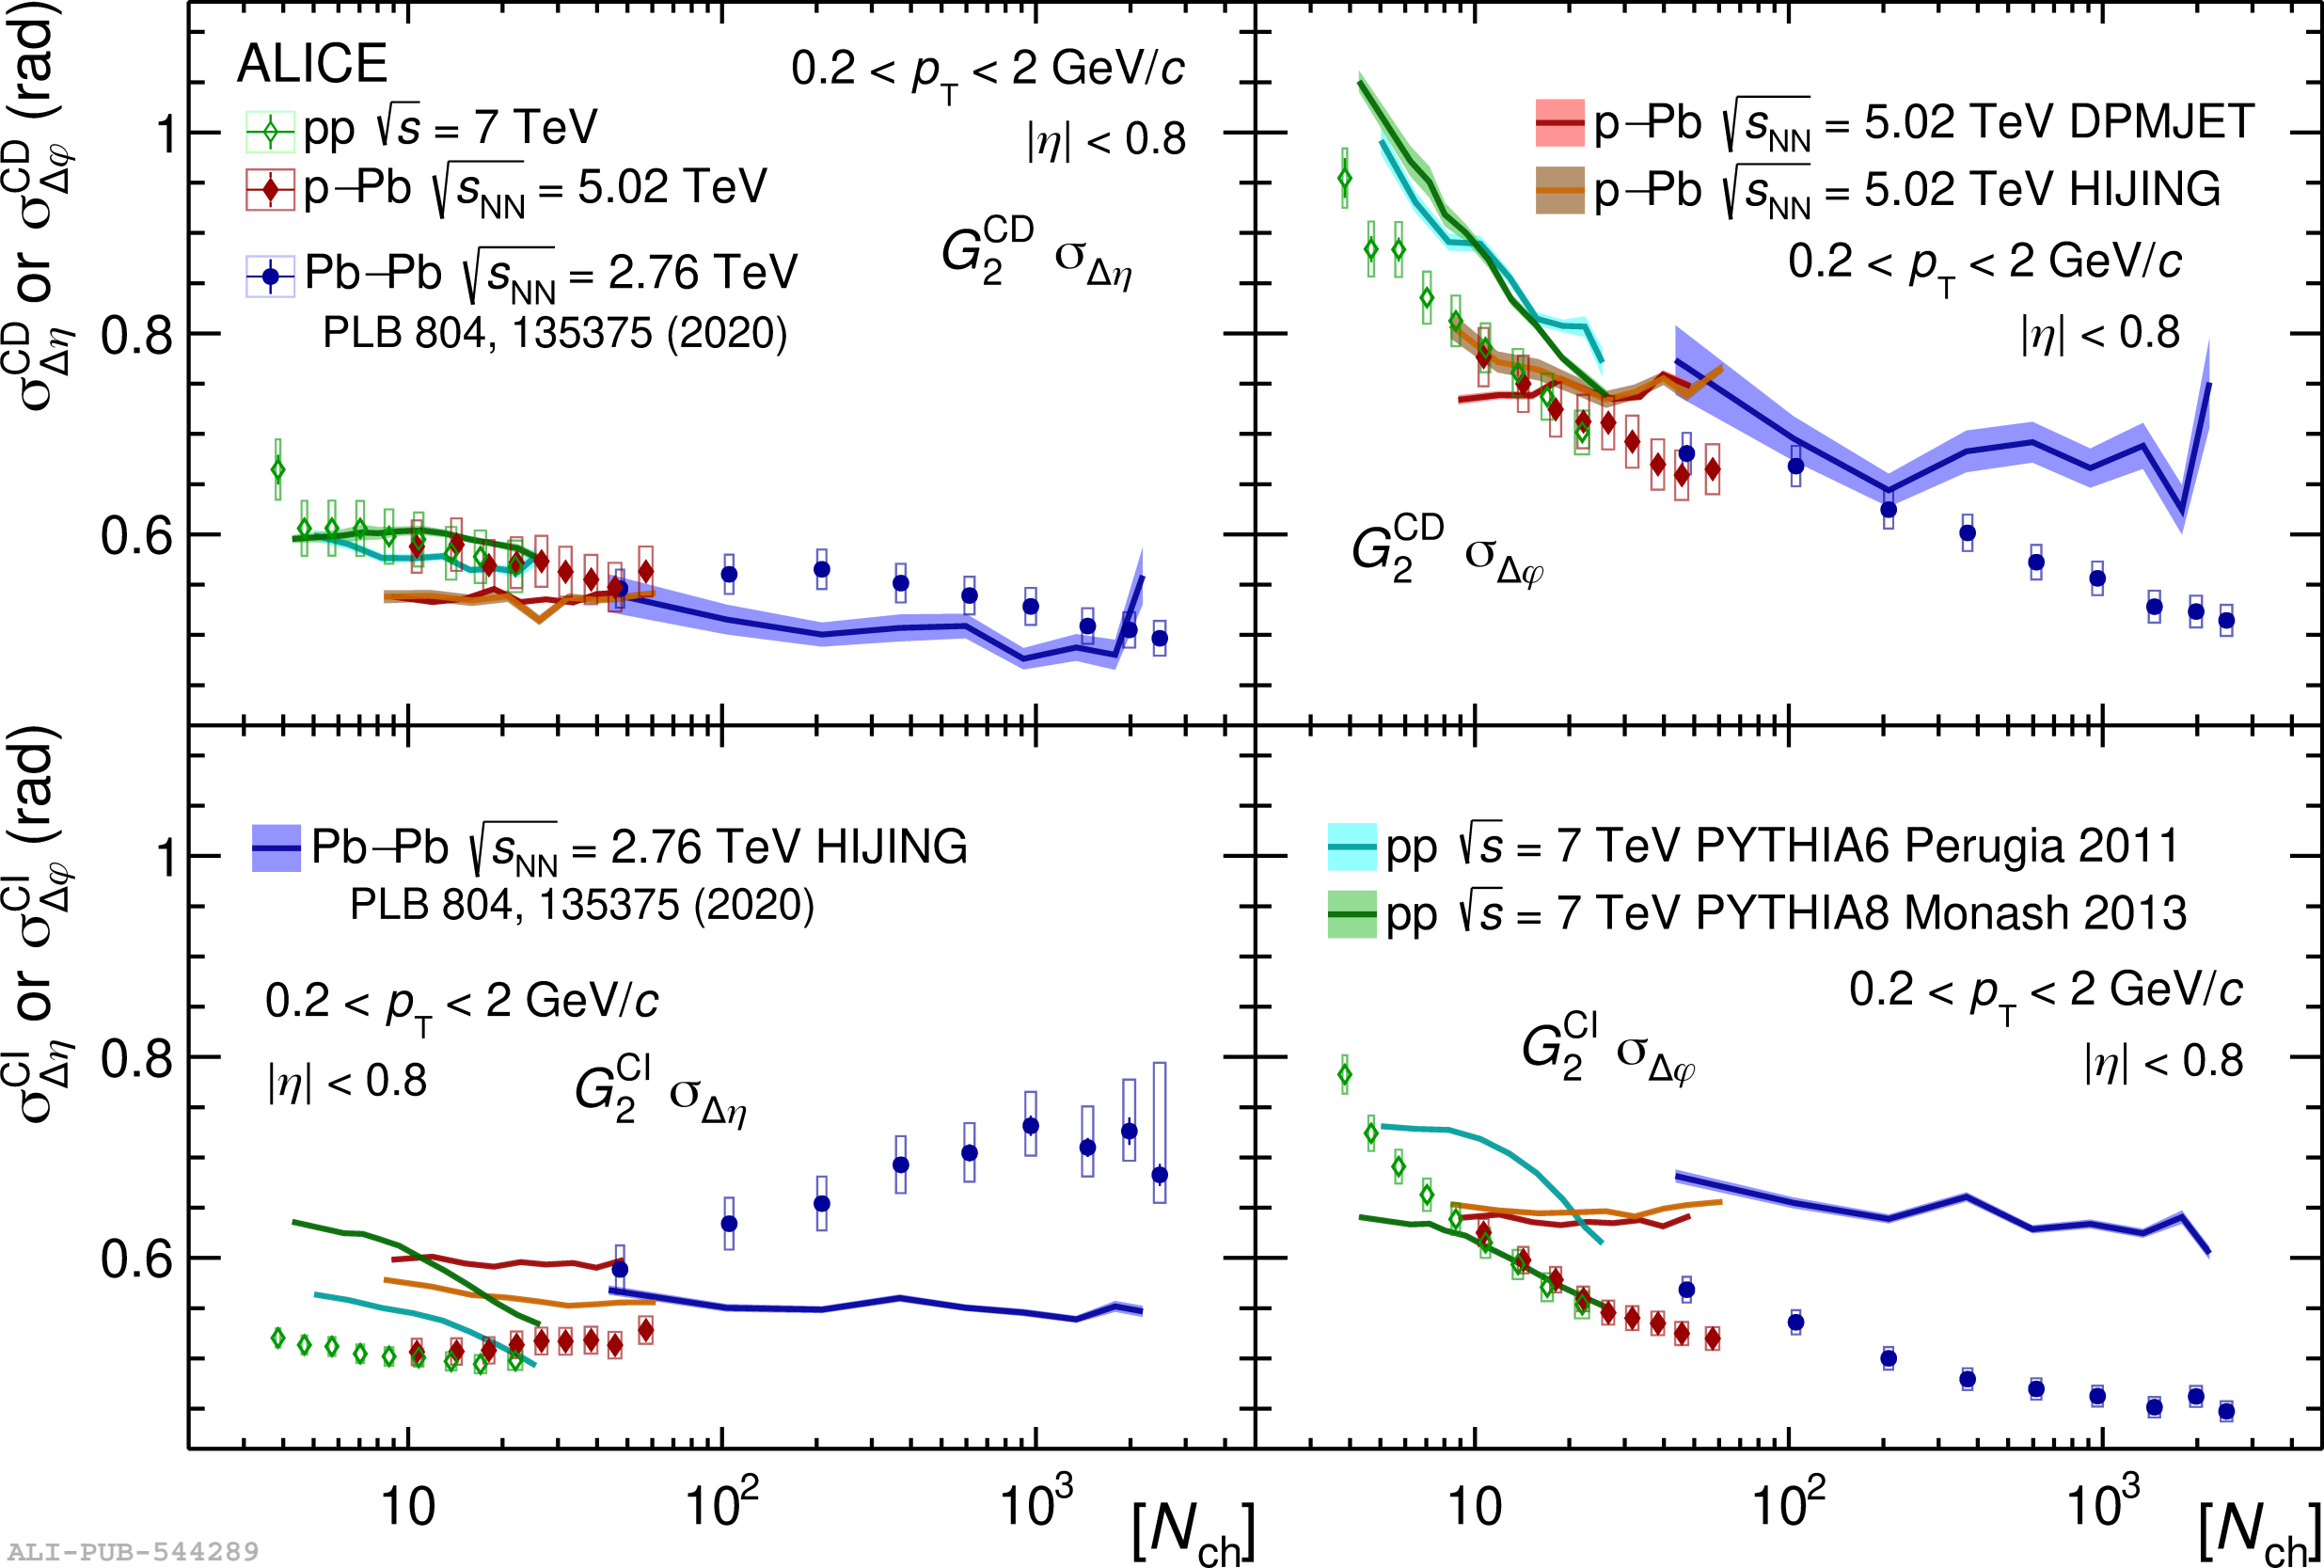 ALICE
0.2 < pT < 2 GeV/c
|η| < 0.8
pp √s = 7 TeV
p–Pb √sNN = 5.02 TeV
Pb–Pb √sNN = 2.76 TeV
PLB 804, 135375 (2020)
G2CD σΔη
σΔηCD or σΔφCD (rad)
1
0.8
0.6
p–Pb √sNN = 5.02 TeV DPMJET
p–Pb √sNN = 5.02 TeV HIJING
0.2 < pT < 2 GeV/c
|η| < 0.8
G2CD σΔφ
σΔηCI or σΔφCI (rad)
1
0.8
0.6
Pb–Pb √sNN = 2.76 TeV HIJING
PLB 804, 135375 (2020)
0.2 < pT < 2 GeV/c
|η| < 0.8
G2CI σΔη
pp √s = 7 TeV PYTHIA6 Perugia 2011
pp √s = 7 TeV PYTHIA8 Monash 2013
0.2 < pT < 2 GeV/c
|η| < 0.8
G2CI σΔφ
10 10² 10³ [Nch]
10 10² 10³ [Nch]
ALI-PUB-544289